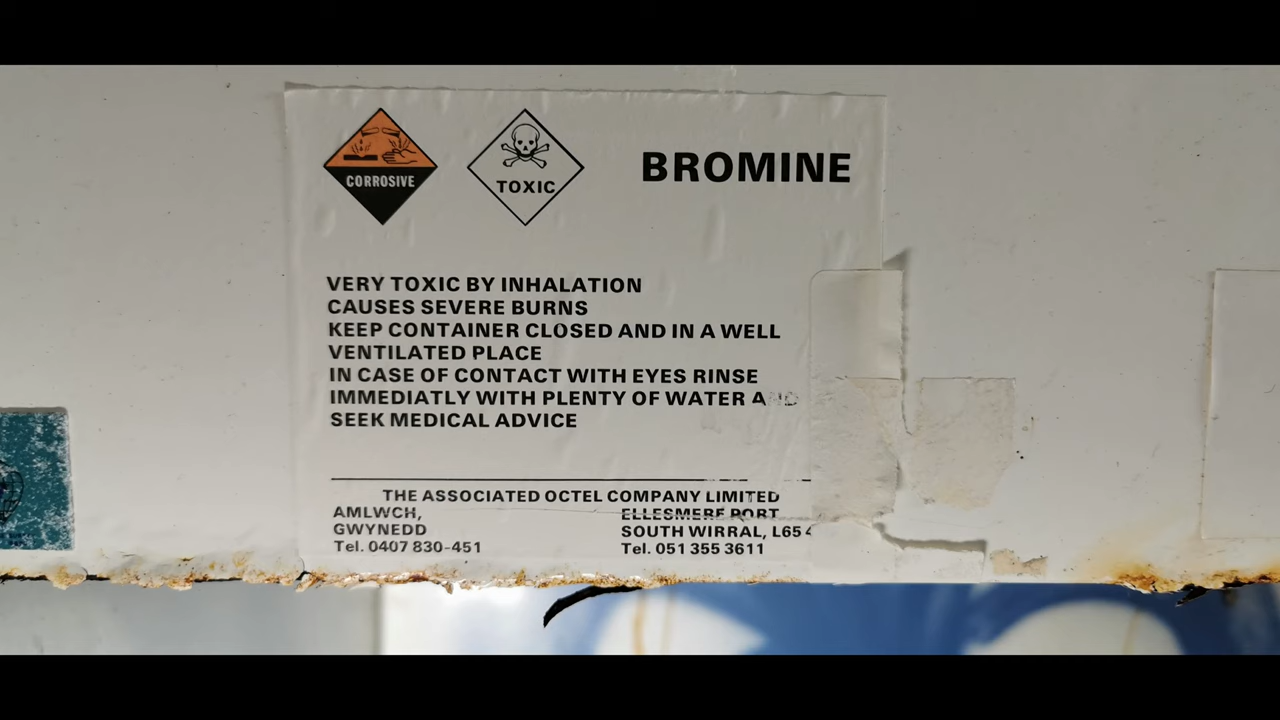 CORROSIVE
TOXIC
BROMINE
VERY TOXIC BY INHALATION
CAUSES SEVERE BURNS
KEEP CONTAINER CLOSED AND IN A WELL
VENTILATED PLACE
IN CASE OF CONTACT WITH EYES RINSE
IMMEDIATLY WITH PLENTY OF WATER AND
SEEK MEDICAL ADVICE
THE ASSOCIATED OCTEL COMPANY LIMITED
AMLWCH,
GWYNEDD
Tel. 0407 830-451
ELLESMERE PORT
SOUTH WIRRAL, L65 4
Tel. 051 355 3611